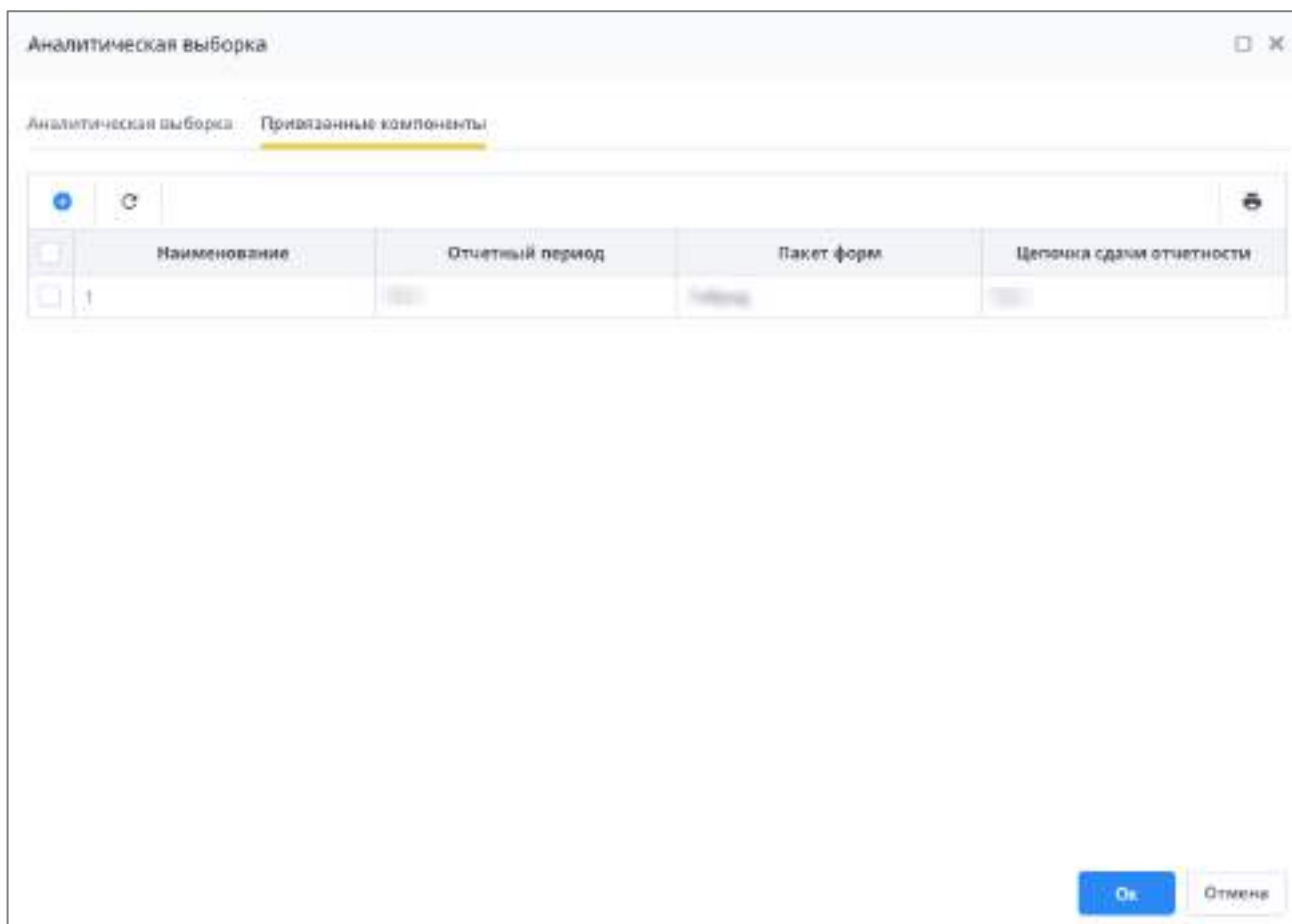 Аналитическая выборка
Аналитическая выборка Привязанные компоненты
Наименование Отчетный период Пакет форм Цепочка сдачи отчетности
1
Ок Отмена